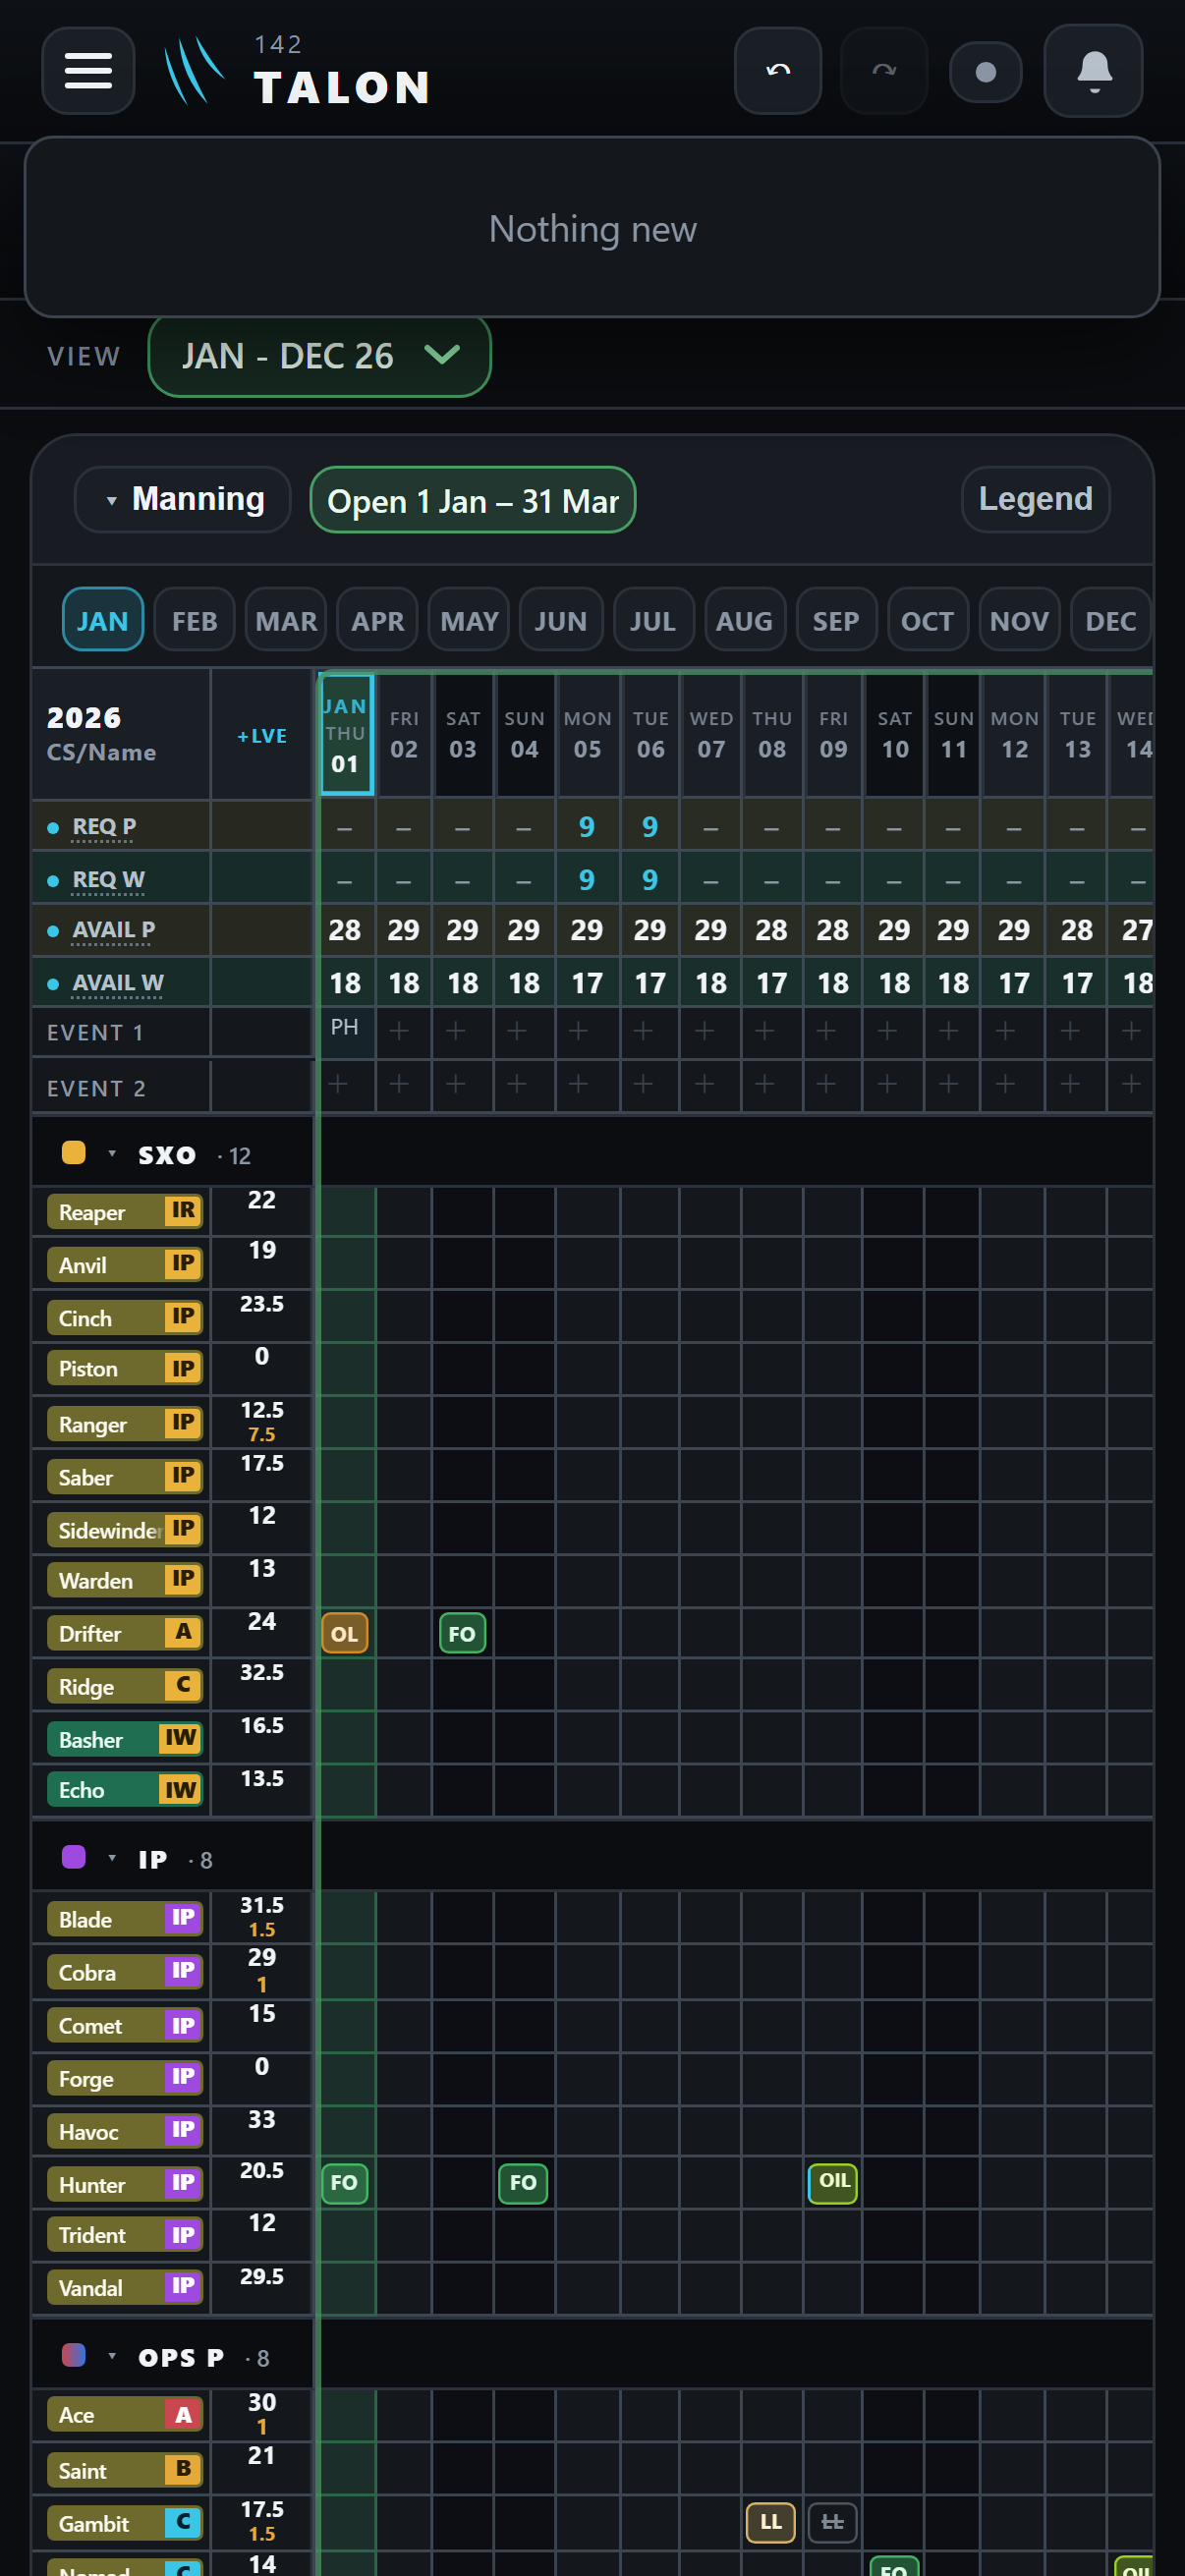 142
TALON
Nothing new
VIEW JAN - DEC 26
▾ Manning Open 1 Jan – 31 Mar Legend
JAN FEB MAR APR MAY JUN JUL AUG SEP OCT NOV DEC
2026
CS/Name
+LVE
JAN THU 01
FRI 02
SAT 03
SUN 04
MON 05
TUE 06
WED 07
THU 08
FRI 09
SAT 10
SUN 11
MON 12
TUE 13
WED 14
REQ P – – – – 9 9 – – – – – – – –
REQ W – – – – 9 9 – – – – – – – –
AVAIL P 28 29 29 29 29 29 29 28 28 29 29 29 28 27
AVAIL W 18 18 18 18 17 17 18 17 18 18 18 17 17 18
EVENT 1 PH + + + + + + + + + + + + +
EVENT 2 + + + + + + + + + + + + + +
▾ SXO · 12
Reaper IR 22
Anvil IP 19
Cinch IP 23.5
Piston IP 0
Ranger IP 12.5
7.5
Saber IP 17.5
Sidewinder IP 12
Warden IP 13
Drifter A 24 OL FO
Ridge C 32.5
Basher IW 16.5
Echo IW 13.5
▾ IP · 8
Blade IP 31.5
1.5
Cobra IP 29
1
Comet IP 15
Forge IP 0
Havoc IP 33
Hunter IP 20.5 FO FO OIL
Trident IP 12
Vandal IP 29.5
▾ OPS P · 8
Ace A 30
1
Saint B 21
Gambit C 17.5 LL LL
1.5
Nomad C 14 FO OIL